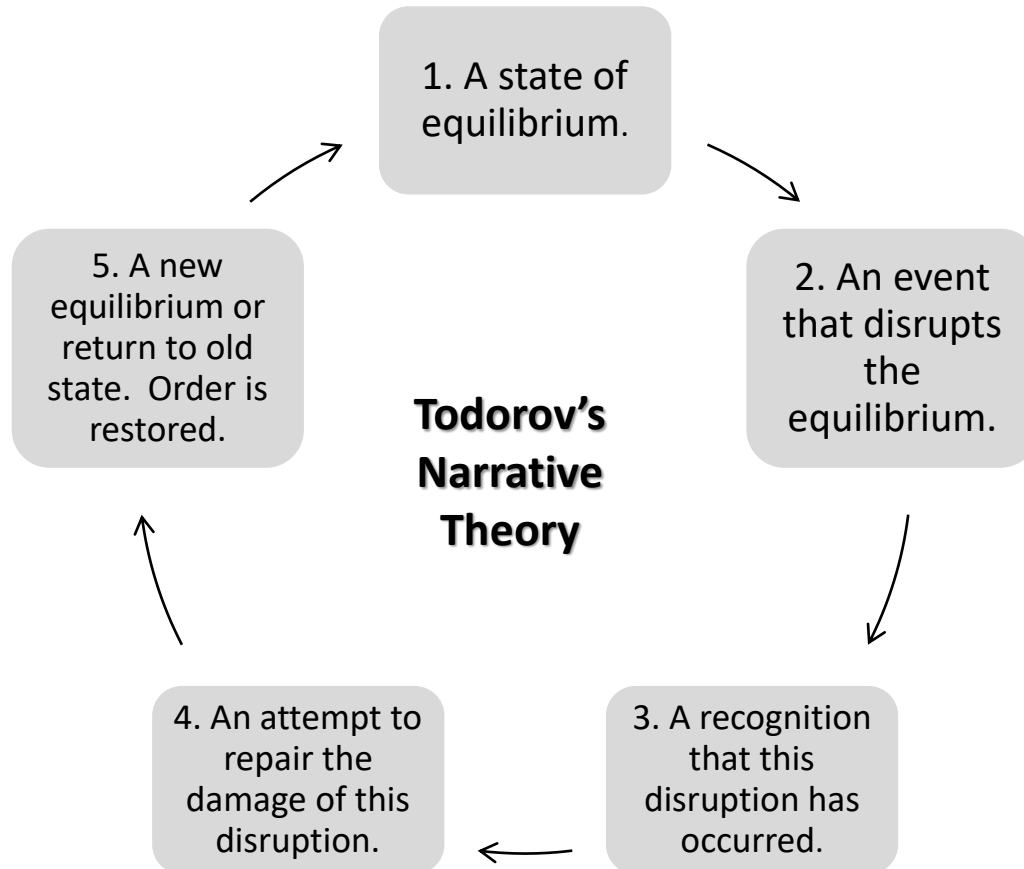 1. A state of
equilibrium.
2. An event
that disrupts
the
equilibrium.
3. A recognition
that this
disruption has
occurred.
4. An attempt to
repair the
damage of this
disruption.
5. A new
equilibrium or
return to old
state.  Order is
restored.
Todorov’s
Narrative
Theory